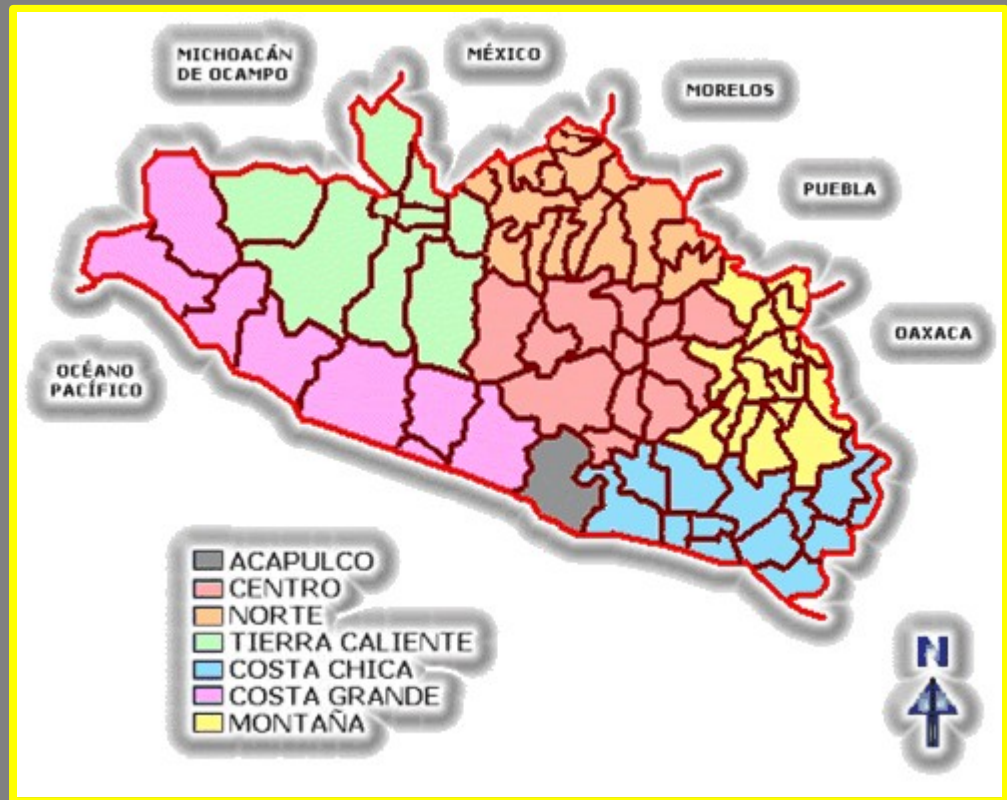 MICHOACÁN
DE OCAMPO
MÉXICO
MORELOS
PUEBLA
OAXACA
OCÉANO
PACÍFICO
ACAPULCO
CENTRO
NORTE
TIERRA CALIENTE
COSTA CHICA
COSTA GRANDE
MONTAÑA
N